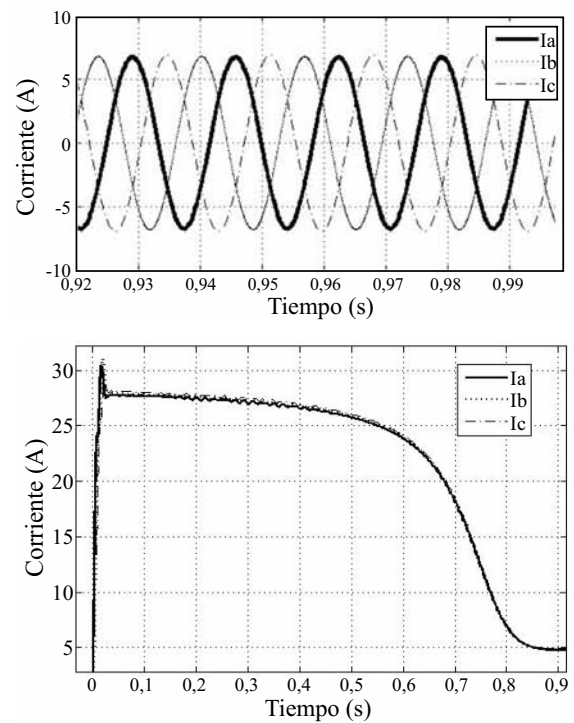 10
5
0
-5
-10
Corriente (A)
Ia
Ib
Ic
0,92 0,93 0,94 0,95 0,96 0,97 0,98 0,99
Tiempo (s)
30
25
20
15
10
5
Corriente (A)
Ia
Ib
Ic
0 0,1 0,2 0,3 0,4 0,5 0,6 0,7 0,8 0,9
Tiempo (s)